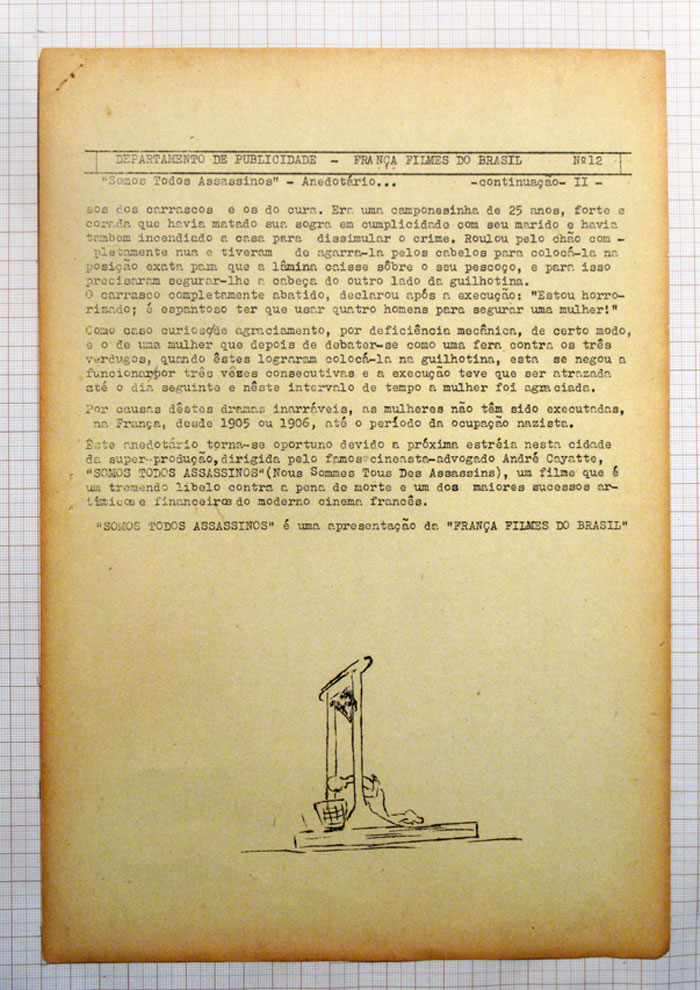 DEPARTAMENTO DE PUBLICIDADE - FRANÇA FILMES DO BRASIL Nº12
"Somos Todos Assassinos" - Anedotário... -continuação- II -
sos dos carrascos e os do cura. Era uma camponesinha de 25 anos, forte e
corada que havia matado sua sogra em cumplicidade com seu marido e havia
tambem incendiado a casa para dissimular o crime. Roulou pelo chão com -
pletamente nua e tiveram de agarra-la pelos cabelos para colocá-la na
posição exata para que a lâmina caisse sôbre o seu pescoço, e para isso
precisaram segurar-lhe a cabeça do outro lado da guilhotina.
O carrasco completamente abatido, declarou após a execução: "Estou horro-
rizado; é espantoso ter que usar quatro homens para segurar uma mulher!"
Como caso curioso/de agraciamento, por deficiência mecânica, de certo modo,
e o de uma mulher que depois de debater-se como uma fera contra os três
verdugos, quando êstes lograram colocá-la na guilhotina, esta se negou a
funcionar/por três vêzes consecutivas e a execução teve que ser atrazada
até o dia seguinte e nêste intervalo de tempo a mulher foi agraciada.
Por causas dêstes dramas inarráveis, as mulheres não têm sido executadas,
na França, desde 1905 ou 1906, até o período da ocupação nazista.
Êste anedotário torna-se oportuno devido a próxima estréia nesta cidade
da super-produção, dirigida pelo famoso cineasta-advogado André Cayatte,
"SOMOS TODOS ASSASSINOS"(Nous Sommes Tous Des Assassins), um filme que é
um tremendo libelo contra a pena de morte e um dos maiores sucessos ar-
tísticos e financeiros do moderno cinema francês.
"SOMOS TODOS ASSASSINOS" é uma apresentação da "FRANÇA FILMES DO BRASIL"